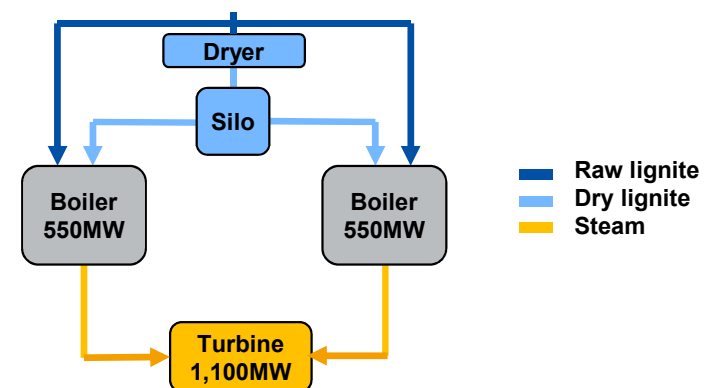 Dryer
Silo
Boiler
550MW
Boiler
550MW
Raw lignite
Dry lignite
Steam
Turbine
1,100MW